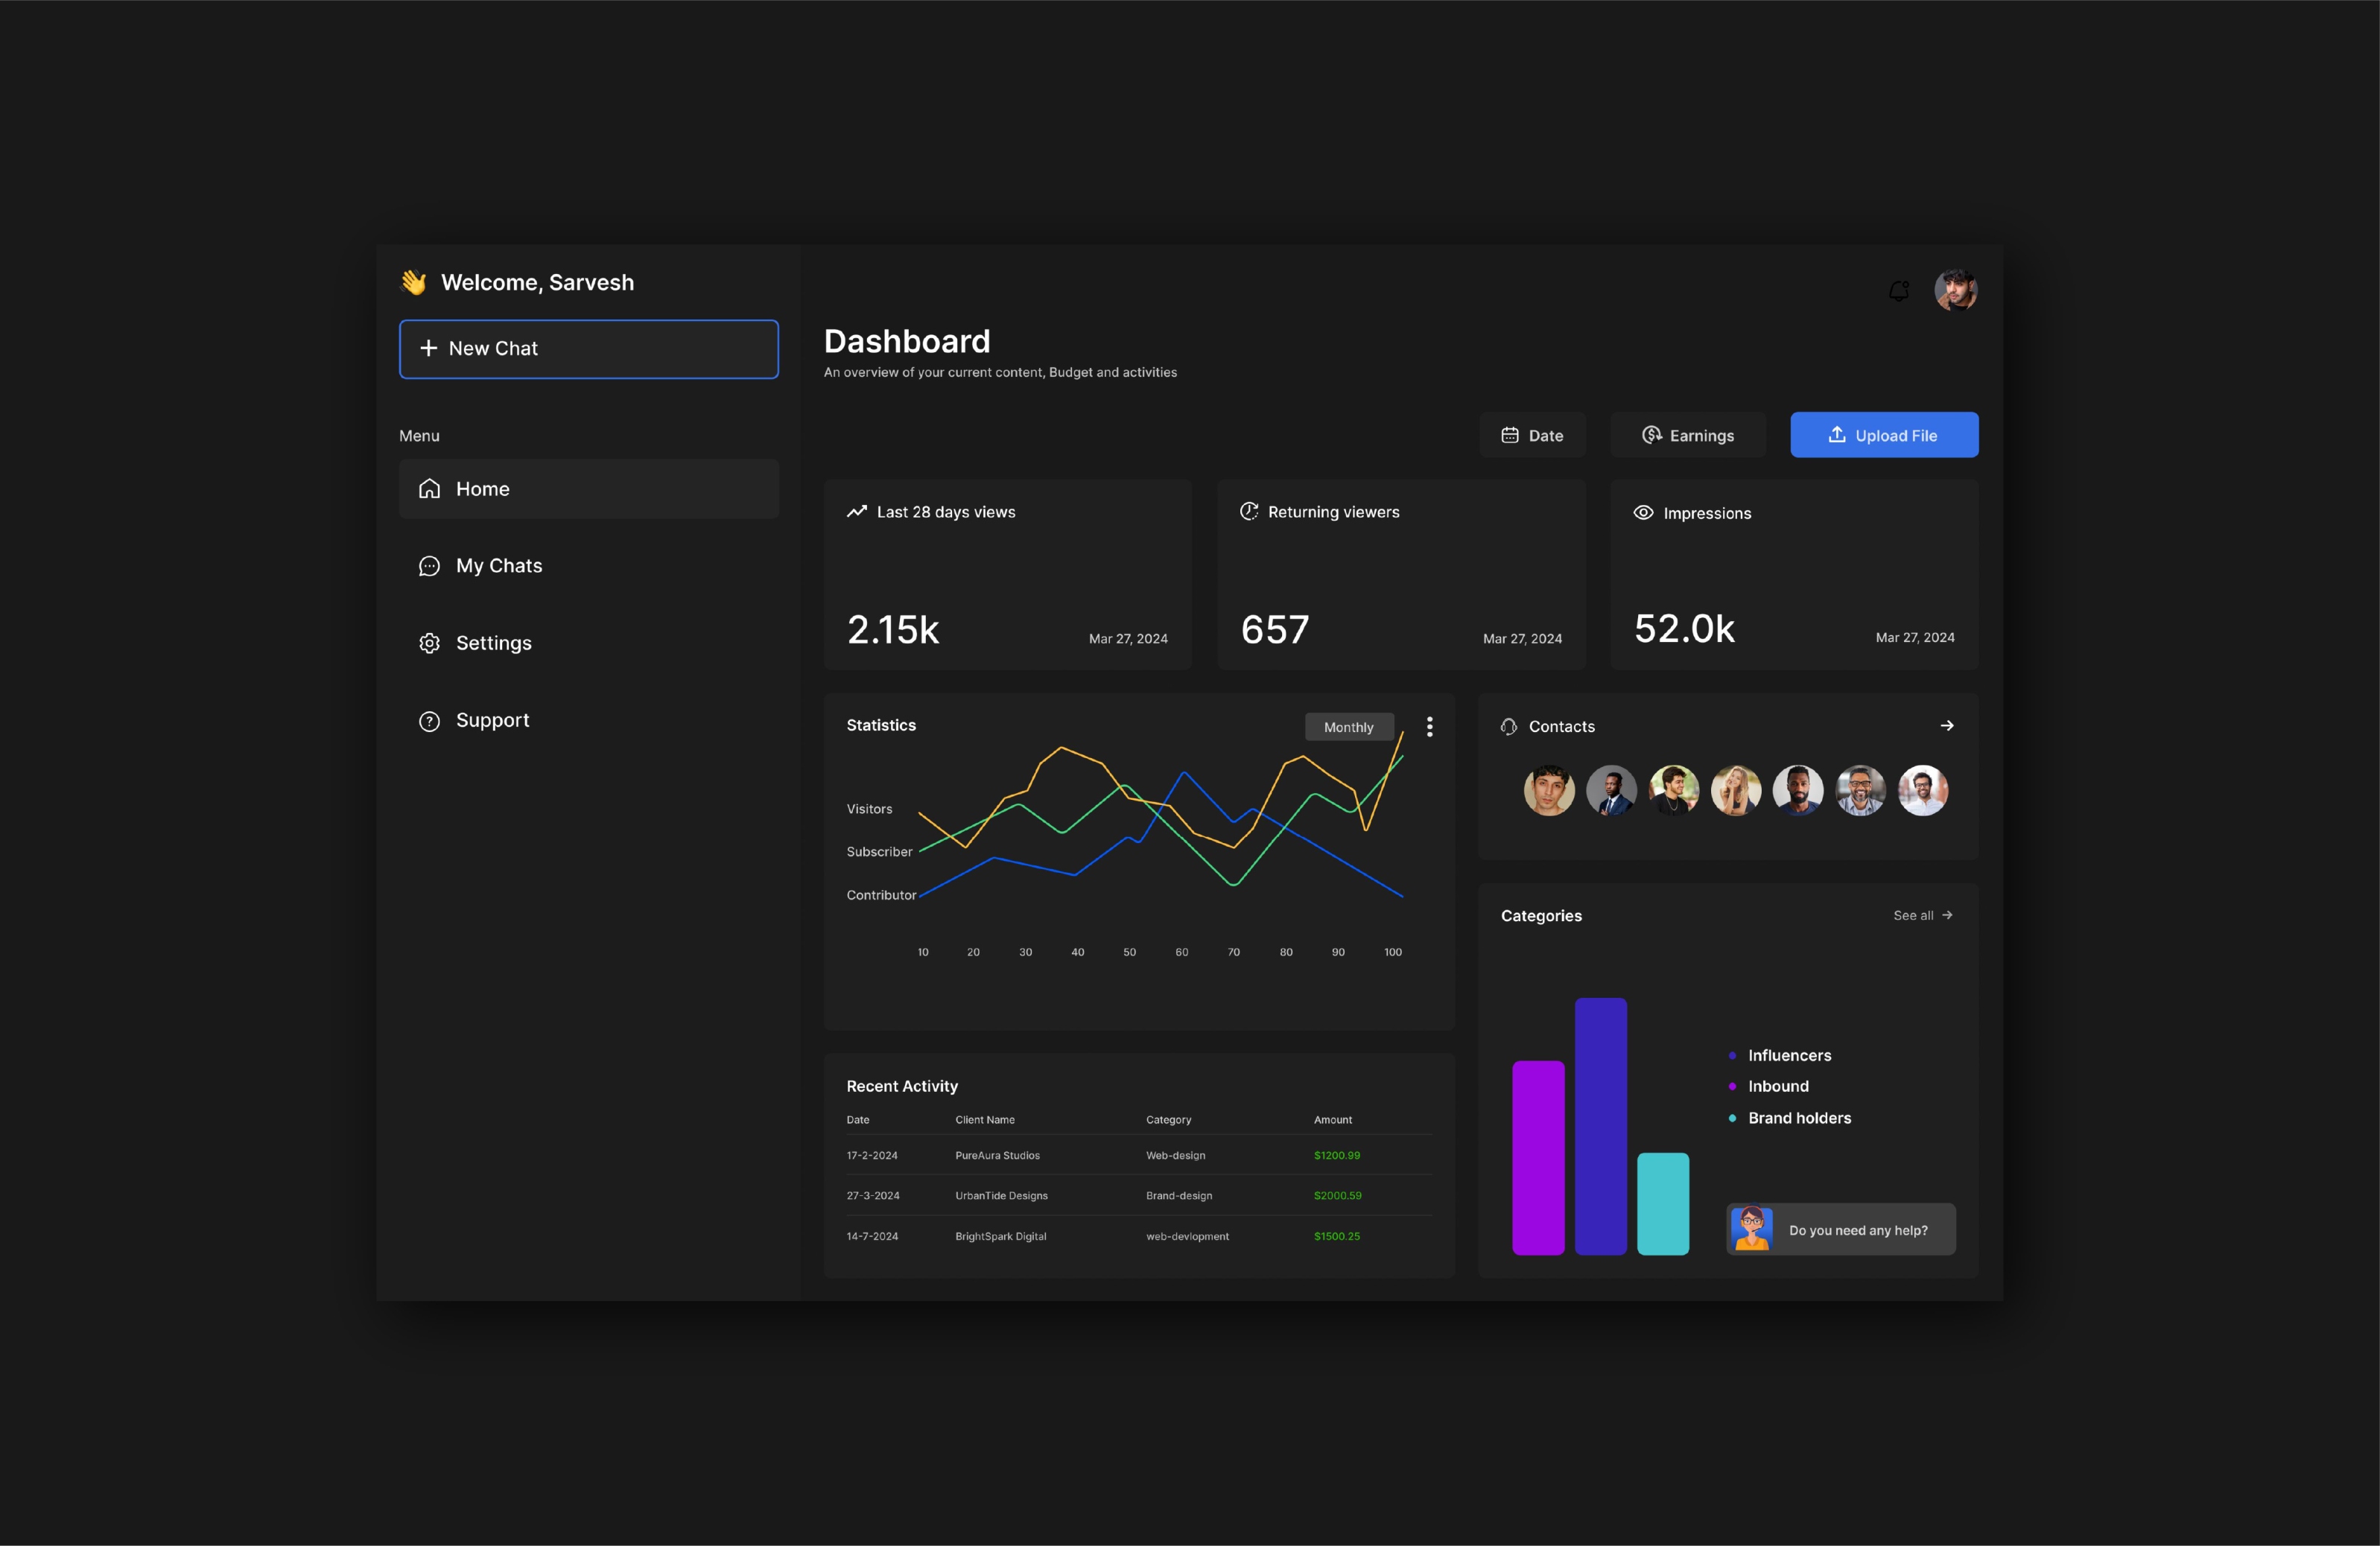 Welcome, Sarvesh
New Chat
Menu
Home
My Chats
Settings
Support
Dashboard
An overview of your current content, Budget and activities
Date
Earnings
Upload File
Last 28 days views
2.15k
Mar 27, 2024
Returning viewers
657
Mar 27, 2024
Impressions
52.0k
Mar 27, 2024
Statistics
Monthly
Visitors
Subscriber
Contributor
10 20 30 40 50 60 70 80 90 100
Contacts
Categories
See all
Influencers
Inbound
Brand holders
Do you need any help?
Recent Activity
Date Client Name Category Amount
17-2-2024 PureAura Studios Web-design $1200.99
27-3-2024 UrbanTide Designs Brand-design $2000.59
14-7-2024 BrightSpark Digital web-devlopment $1500.25